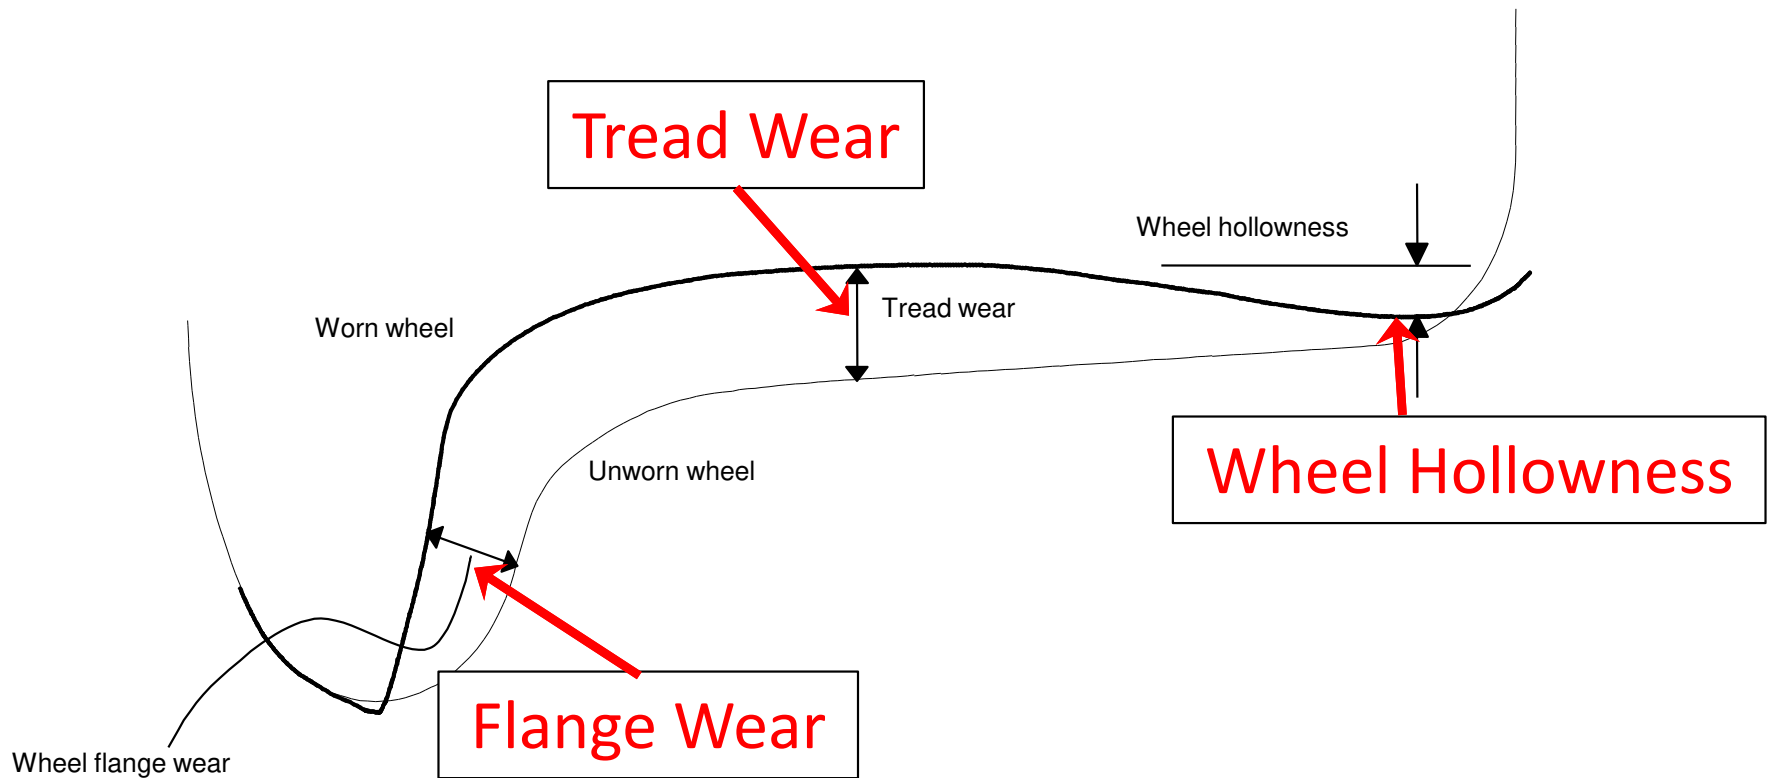 Tread Wear
Wheel hollowness
Worn wheel
Tread wear
Unworn wheel
Wheel Hollowness
Flange Wear
Wheel flange wear